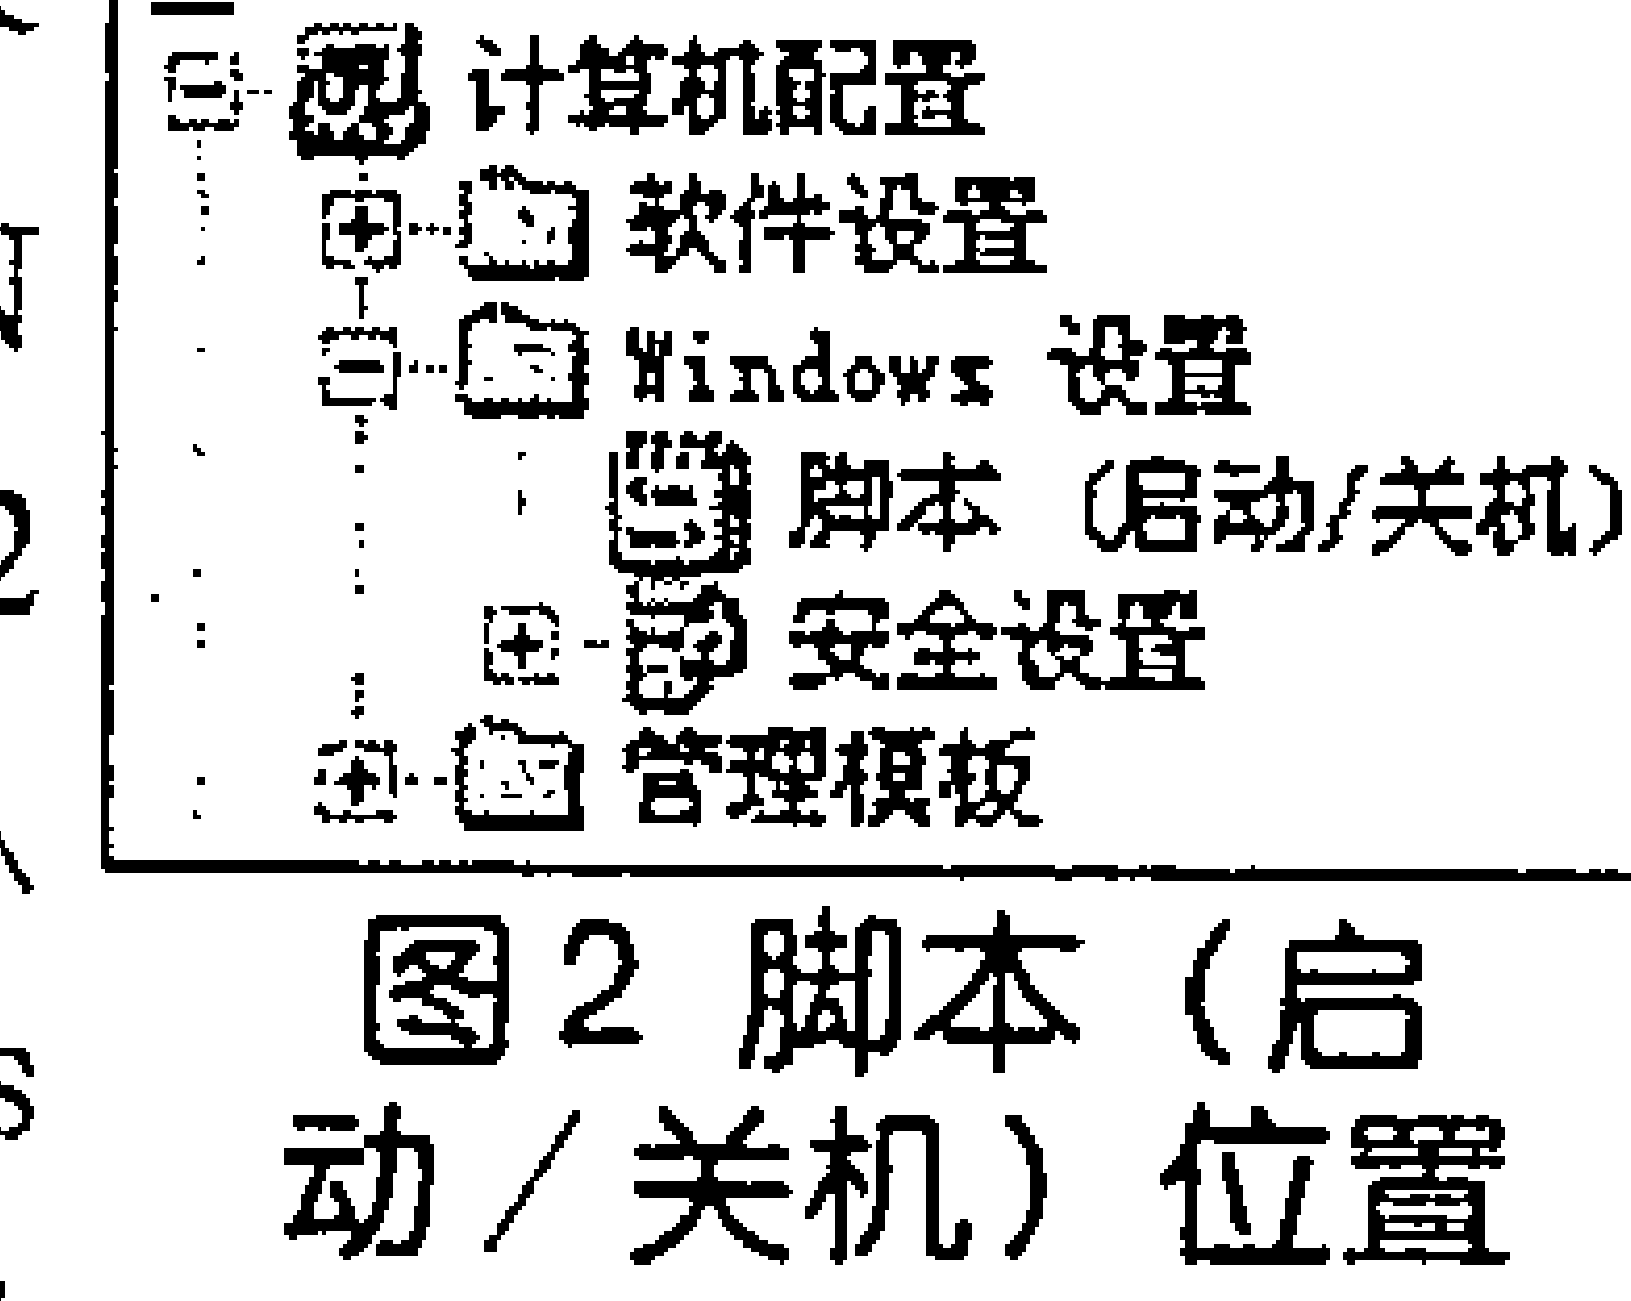 计算机配置
软件设置
Windows 设置
脚本 (启动/关机)
安全设置
管理模板
图2 脚本（启
动／关机）位置